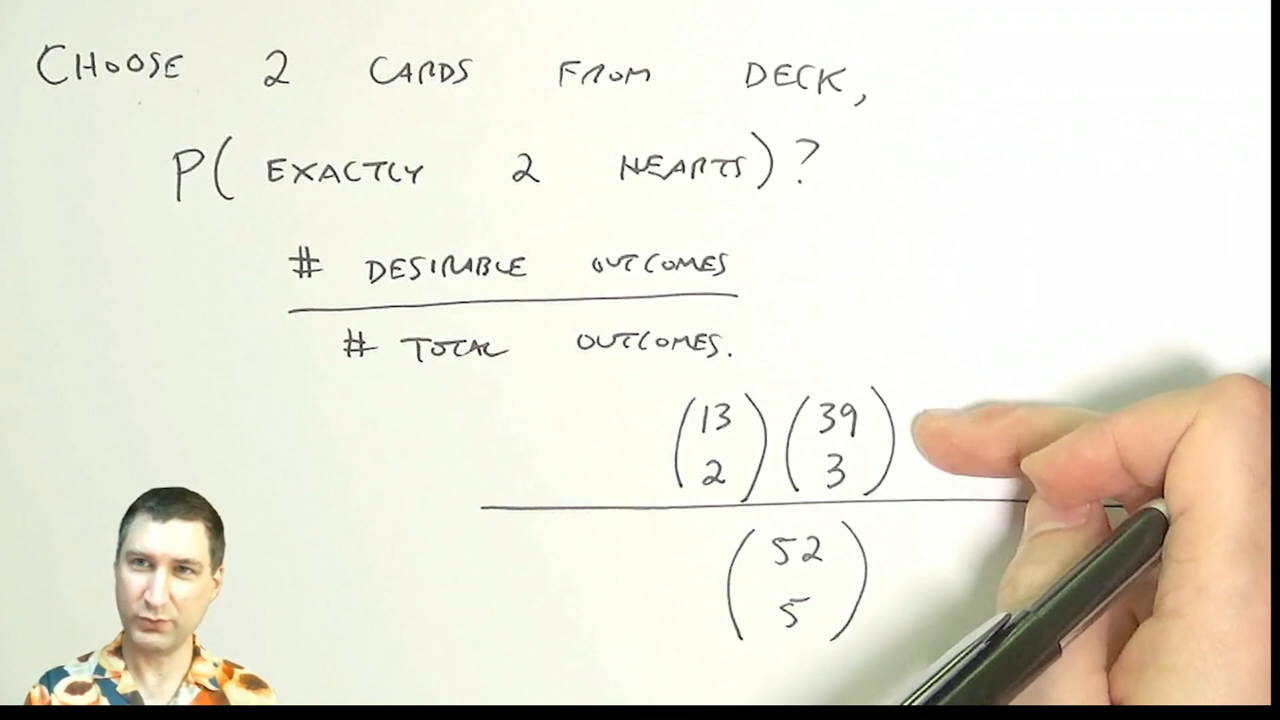 CHOOSE 2 CARDS FROM DECK,
P( EXACTLY 2 HEARTS)?
# DESIRABLE OUTCOMES
# TOTAL OUTCOMES.
(13 2) (39 3)
(52 5)